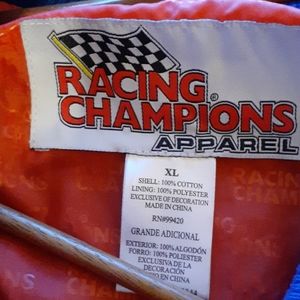 RACING
CHAMPIONS®
APPAREL
XL
SHELL: 100% COTTON
LINING: 100% POLYESTER
EXCLUSIVE OF DECORATION
MADE IN CHINA
RN#99420
GRANDE ADICIONAL
EXTERIOR: 100% ALGODÓN
FORRO: 100% POLIESTER
EXCLUSIVA DE LA
DECORACIÓN